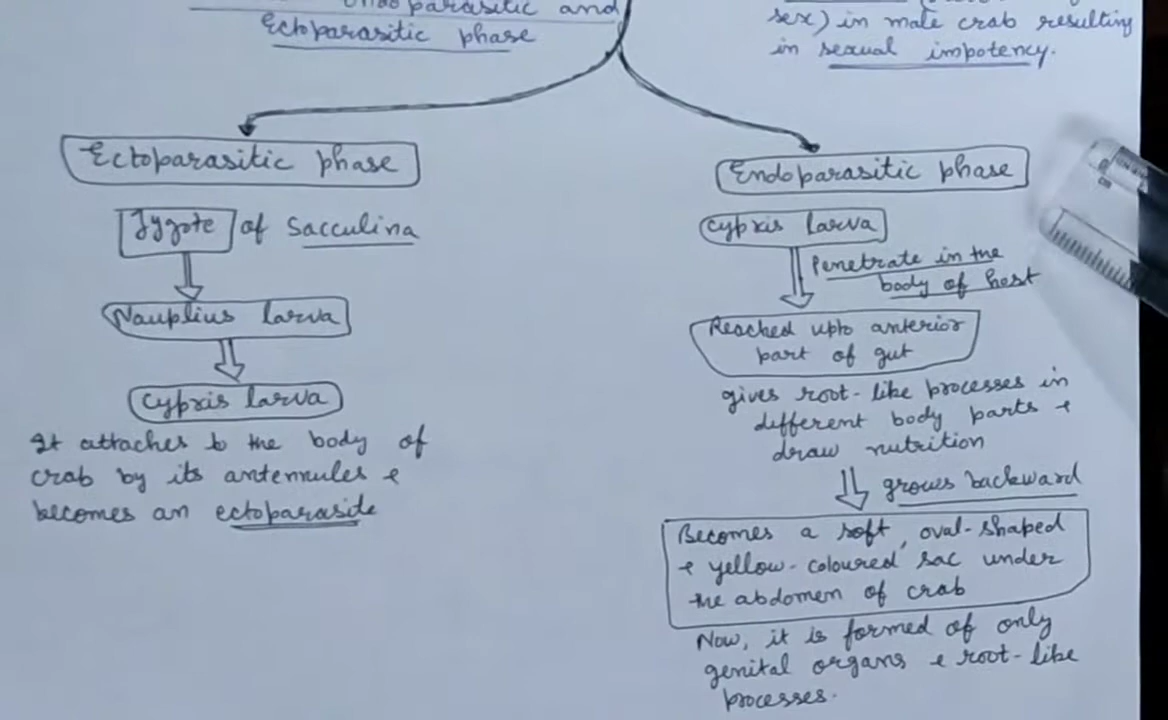 Endoparasitic and
Ectoparasitic phase
sex) in male crab resulting
in sexual impotency.
Ectoparasitic phase
Zygote of Sacculina
Nauplius larva
Cypris larva
It attaches to the body of
crab by its antennules &
becomes an ectoparasite
Endoparasitic phase
Cypris larva
Penetrate in the
body of host
Reached upto anterior
part of gut
gives root-like processes in
different body parts &
draw nutrition
grows backward
Becomes a soft, oval-shaped
& yellow-coloured sac under
the abdomen of crab
Now, it is formed of only
genital organs & root-like
processes.